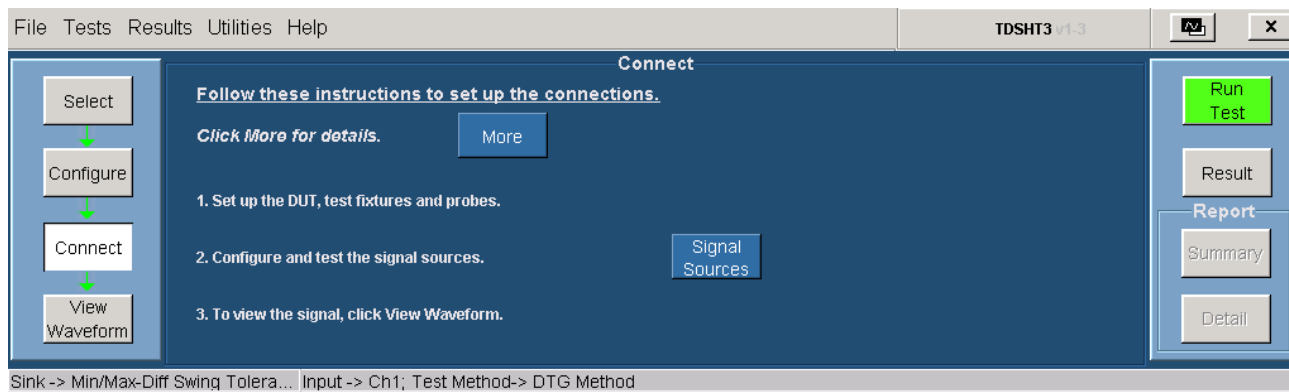 File Tests Results Utilities Help
TDSHT3 v1-3
x
Select
Configure
Connect
View
Waveform
Connect
Follow these instructions to set up the connections.
Click More for details.
More
1. Set up the DUT, test fixtures and probes.
2. Configure and test the signal sources.
Signal
Sources
3. To view the signal, click View Waveform.
Run
Test
Result
Report
Summary
Detail
Sink -> Min/Max-Diff Swing Tolera... Input -> Ch1; Test Method-> DTG Method